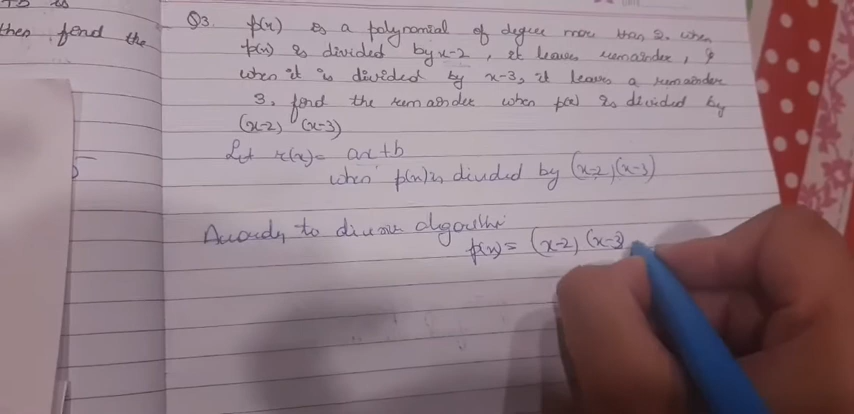 then find the
Q3. p(x) is a polynomial of degree more than 2. when
p(x) is divided by x-2, it leaves remainder, &
when it is divided by x-3, it leaves a remainder
3, find the remainder when p(x) is divided by
(x-2) (x-3)
Let r(x) = ax+b
when p(x) is divided by (x-2)(x-3)
According to division algorithm
p(x) = (x-2) (x-3)